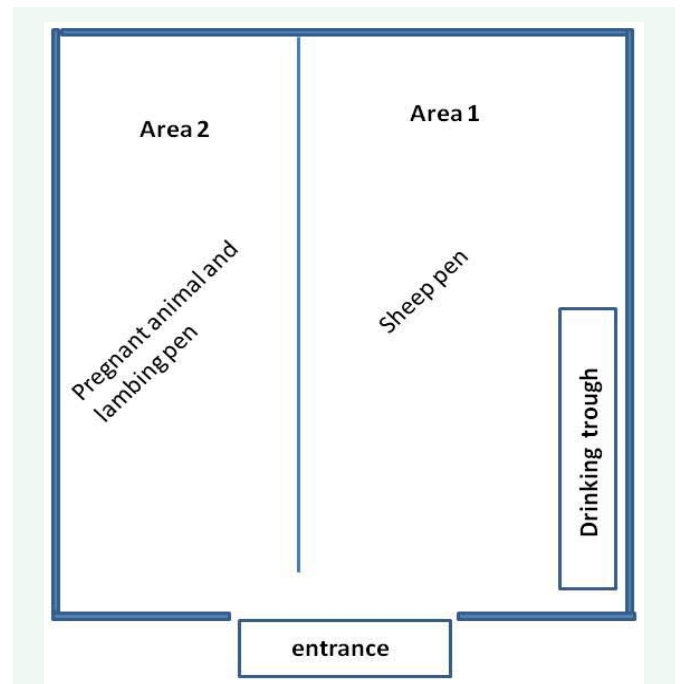 Area 2
Area 1
Pregnant animal and
lambing pen
Sheep pen
Drinking trough
entrance